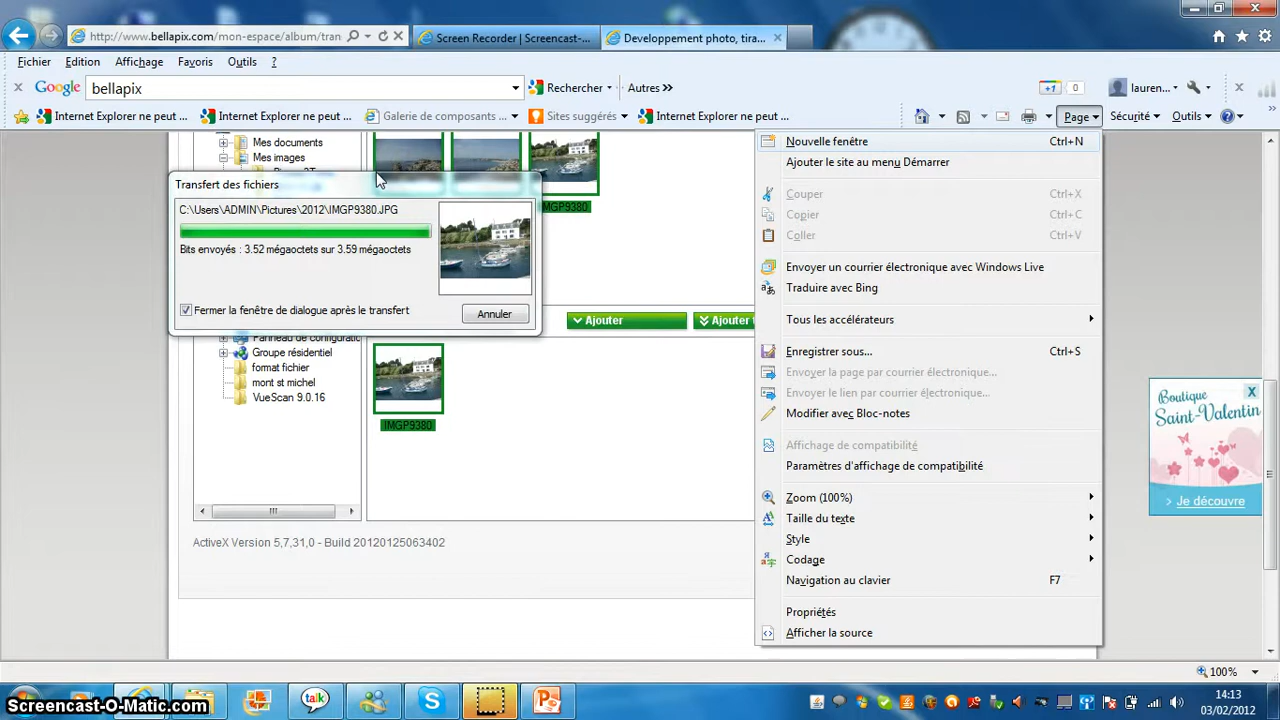 http://www.bellapix.com/mon-espace/album/tran
Screen Recorder | Screencast-...
Developpement photo, tira...
Fichier Edition Affichage Favoris Outils ?
Google bellapix Rechercher Autres »
+1 0 lauren...
Internet Explorer ne peut ... Internet Explorer ne peut ... Galerie de composants ... Sites suggérés Internet Explorer ne peut ...
Page Sécurité Outils
Mes documents
Mes images
Transfert des fichiers
C:\Users\ADMIN\Pictures\2012\IMGP9380.JPG
Bits envoyés : 3.52 mégaoctets sur 3.59 mégaoctets
Fermer la fenêtre de dialogue après le transfert
Annuler
IMGP9380
Ajouter
Ajouter t
Panneau de configuratio
Groupe résidentiel
format fichier
mont st michel
VueScan 9.0.16
IMGP9380
ActiveX Version 5,7,31,0 - Build 20120125063402
Nouvelle fenêtre Ctrl+N
Ajouter le site au menu Démarrer
Couper Ctrl+X
Copier Ctrl+C
Coller Ctrl+V
Envoyer un courrier électronique avec Windows Live
Traduire avec Bing
Tous les accélérateurs
Enregistrer sous... Ctrl+S
Envoyer la page par courrier électronique...
Envoyer le lien par courrier électronique...
Modifier avec Bloc-notes
Affichage de compatibilité
Paramètres d'affichage de compatibilité
Zoom (100%)
Taille du texte
Style
Codage
Navigation au clavier F7
Propriétés
Afficher la source
Boutique
Saint-Valentin
> Je découvre
X
100%
talk
Screencast-O-Matic.com
14:13
03/02/2012